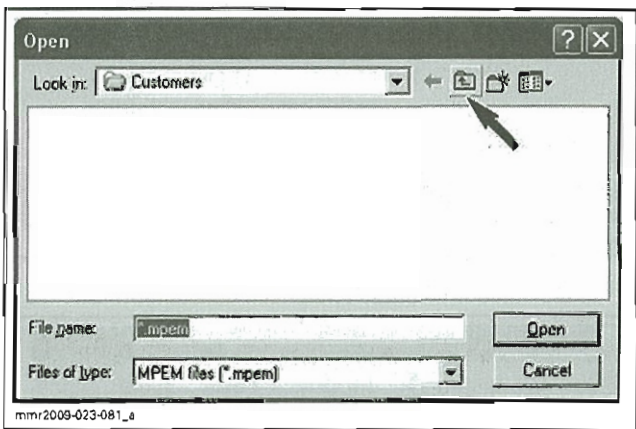 Open
Look in: Customers
File name: *.mpem
Open
Files of type: MPEM files (*.mpem)
Cancel
mmr2009-023-081_a